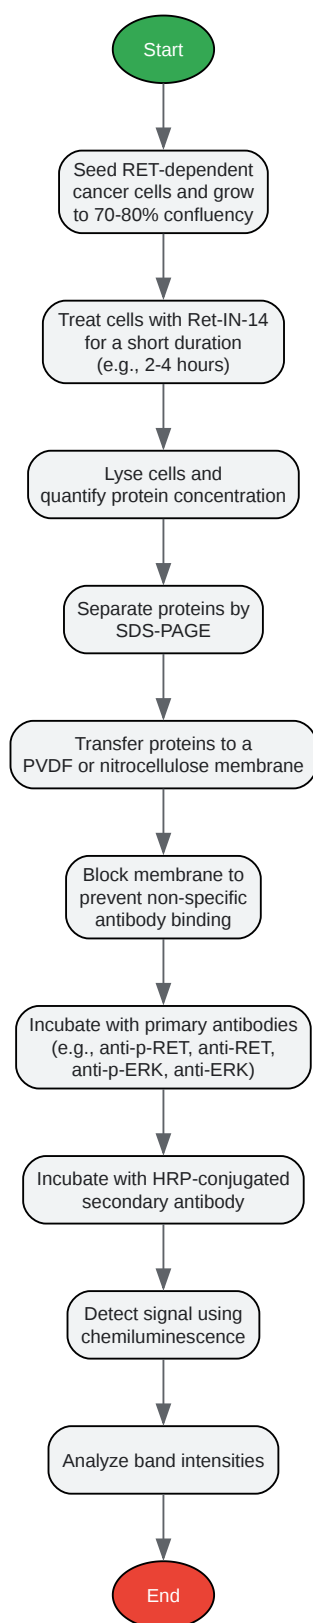 Start
Seed RET-dependent
cancer cells and grow
to 70-80% confluency
Treat cells with Ret-IN-14
for a short duration
(e.g., 2-4 hours)
Lyse cells and
quantify protein concentration
Separate proteins by
SDS-PAGE
Transfer proteins to a
PVDF or nitrocellulose membrane
Block membrane to
prevent non-specific
antibody binding
Incubate with primary antibodies
(e.g., anti-p-RET, anti-RET,
anti-p-ERK, anti-ERK)
Incubate with HRP-conjugated
secondary antibody
Detect signal using
chemiluminescence
Analyze band intensities
End